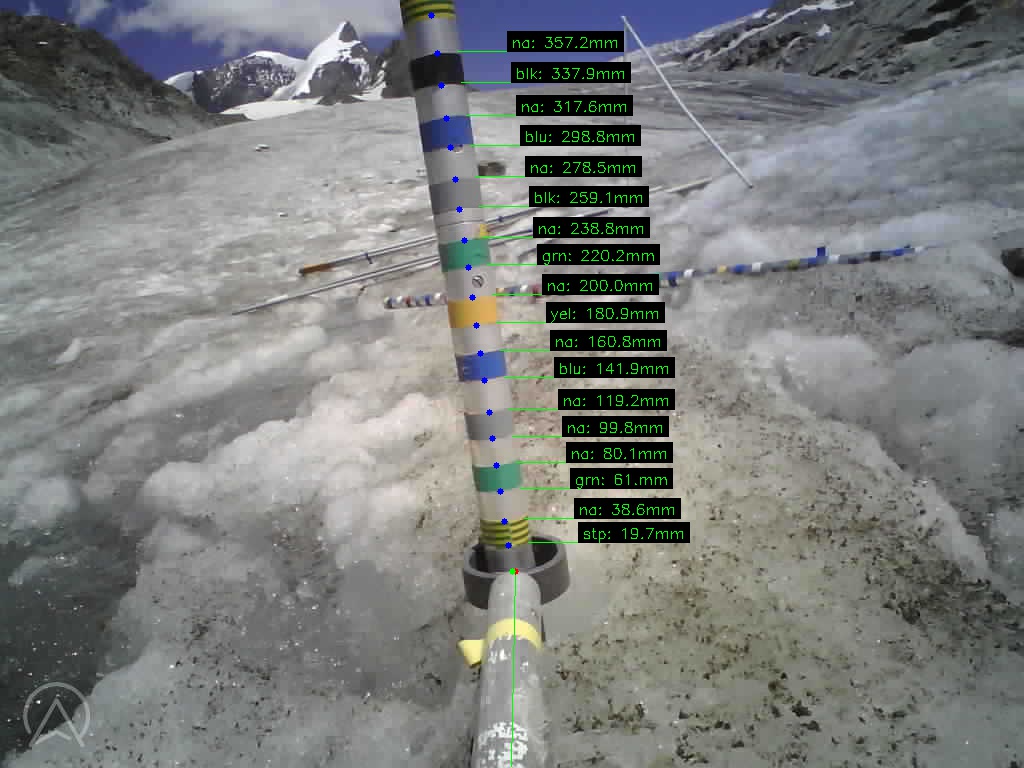 na: 357.2mm
blk: 337.9mm
na: 317.6mm
blu: 298.8mm
na: 278.5mm
blk: 259.1mm
na: 238.8mm
grn: 220.2mm
na: 200.0mm
yel: 180.9mm
na: 160.8mm
blu: 141.9mm
na: 119.2mm
na: 99.8mm
na: 80.1mm
grn: 61.mm
na: 38.6mm
stp: 19.7mm